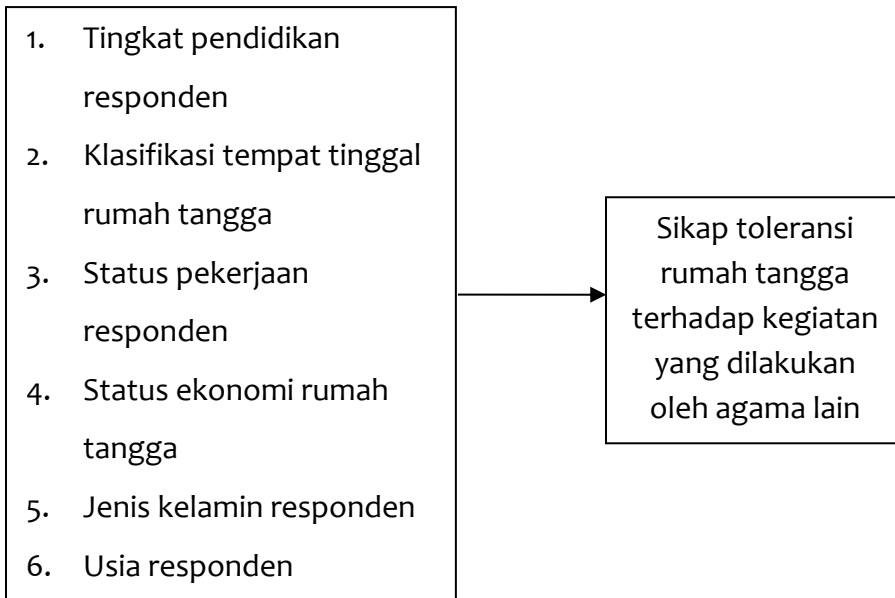 1. Tingkat pendidikan
responden
2. Klasifikasi tempat tinggal
rumah tangga
3. Status pekerjaan
responden
4. Status ekonomi rumah
tangga
5. Jenis kelamin responden
6. Usia responden
Sikap toleransi
rumah tangga
terhadap kegiatan
yang dilakukan
oleh agama lain